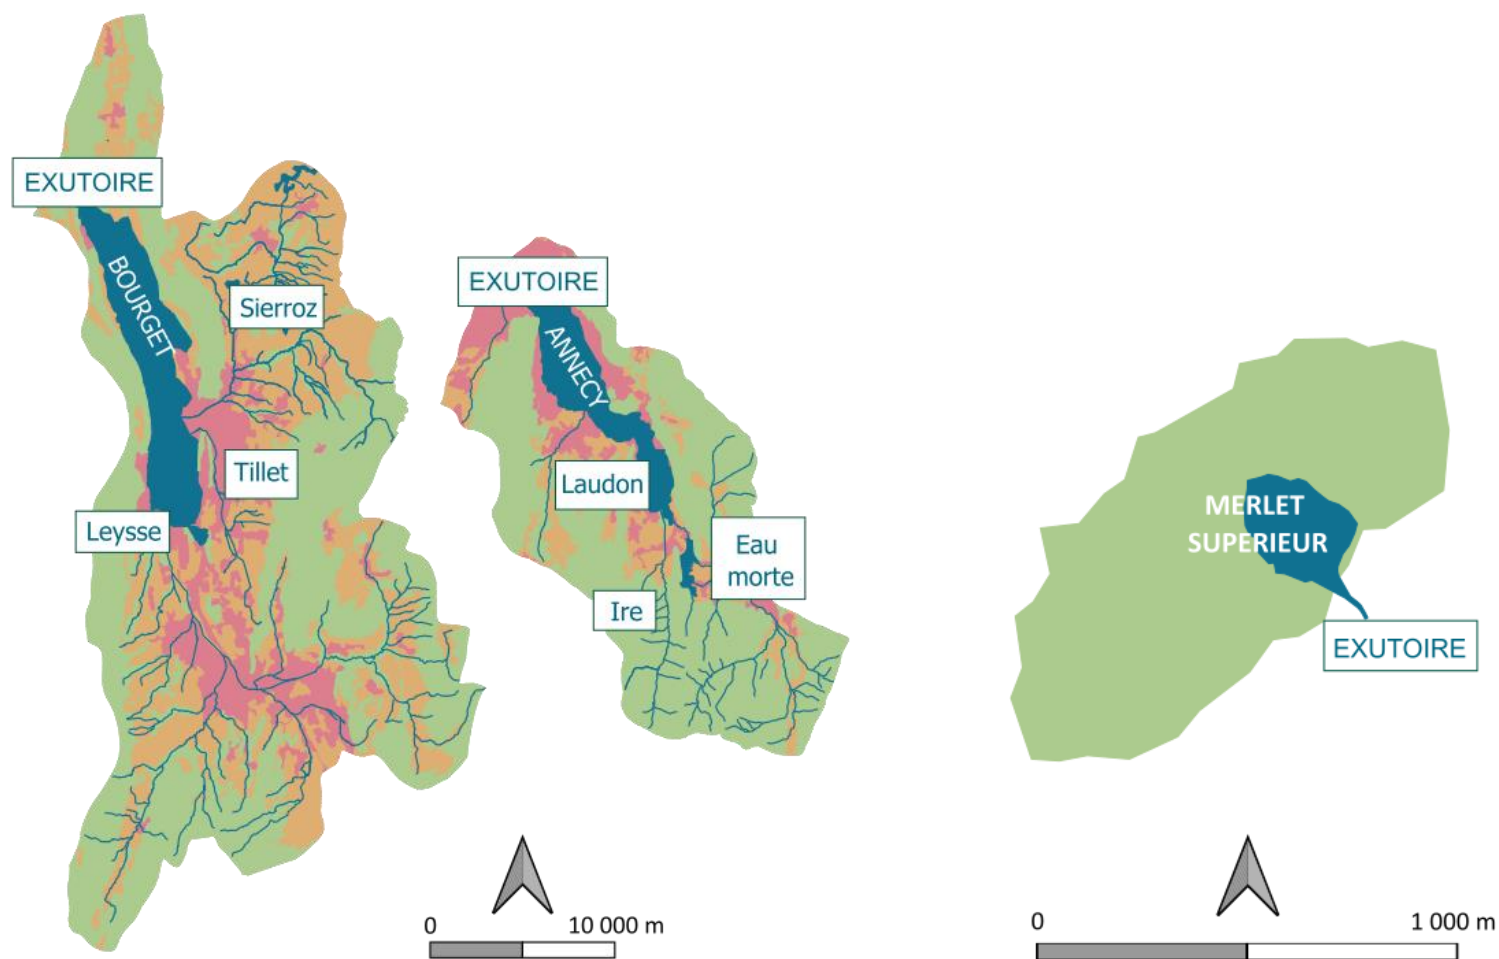 EXUTOIRE
BOURGET
Sierroz
Tillet
Leysse
EXUTOIRE
ANNECY
Laudon
Eau
morte
Ire
0 10 000 m
MERLET
SUPERIEUR
EXUTOIRE
0 1 000 m